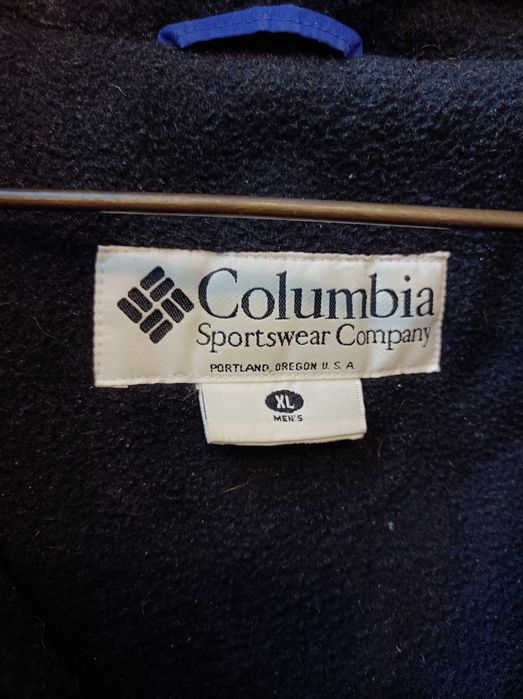 Columbia
Sportswear Company
PORTLAND, OREGON U.S.A.
XL
MEN'S